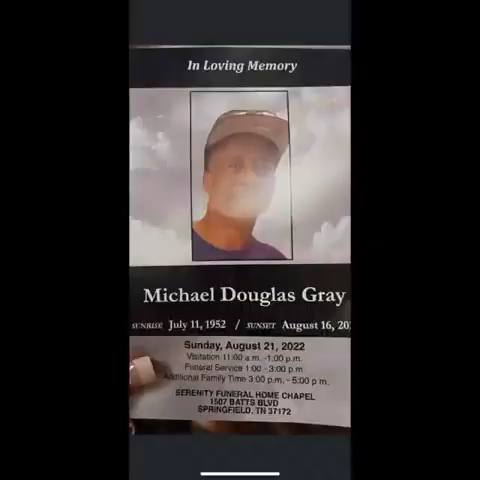 In Loving Memory
Michael Douglas Gray
SUNRISE July 11, 1952 / SUNSET August 16, 20
Sunday, August 21, 2022
Visitation 11:00 a.m. -1:00 p.m.
Funeral Service 1:00 - 3:00 p.m
Additional Family Time 3:00 p.m. - 5:00 p.m.
SERENITY FUNERAL HOME CHAPEL
1507 BATTS BLVD
SPRINGFIELD, TN 37172